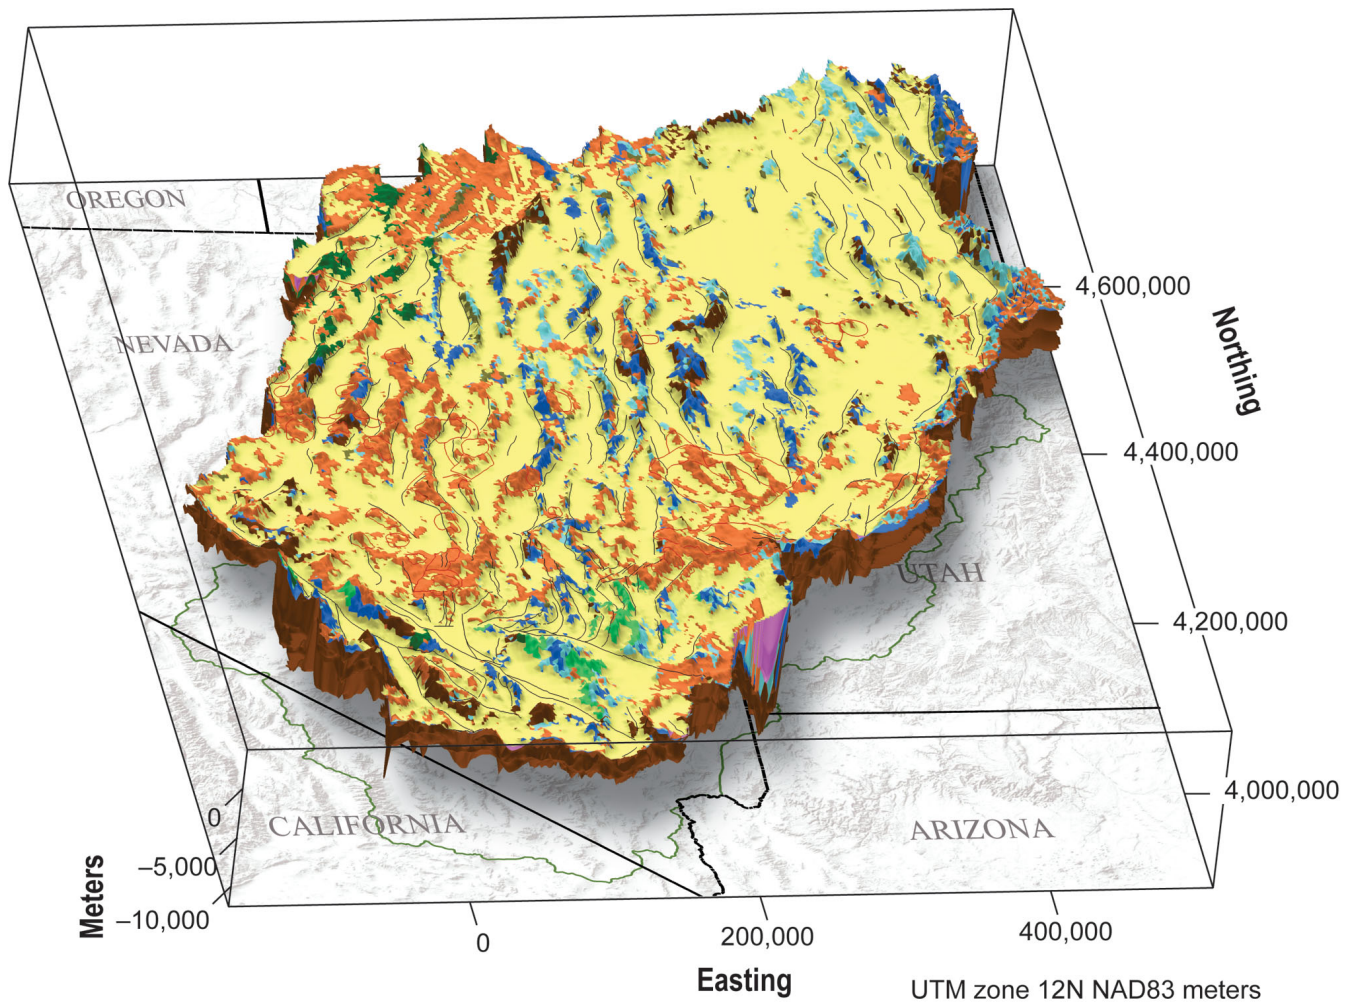 OREGON
NEVADA
4,600,000
Northing
4,400,000
UTAH
4,200,000
4,000,000
0
CALIFORNIA
ARIZONA
–5,000
Meters
–10,000
0
200,000
400,000
Easting
UTM zone 12N NAD83 meters